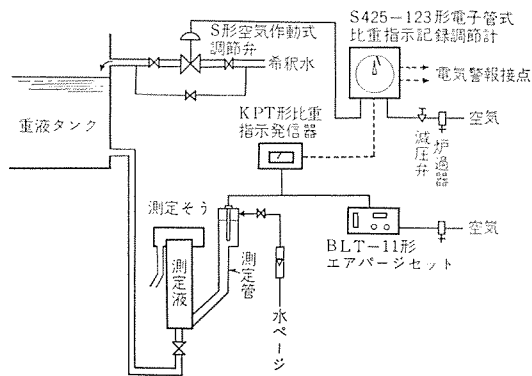 S形空気作動式
調節弁
S425-123形電子管式
比重指示記録調節計
希釈水
電気警報接点
重液タンク
KPT形比重
指示発信器
減圧弁
炉過器
空気
測定そう
空気
BLT-11形
エアパージセット
測定液
測定管
水ページ